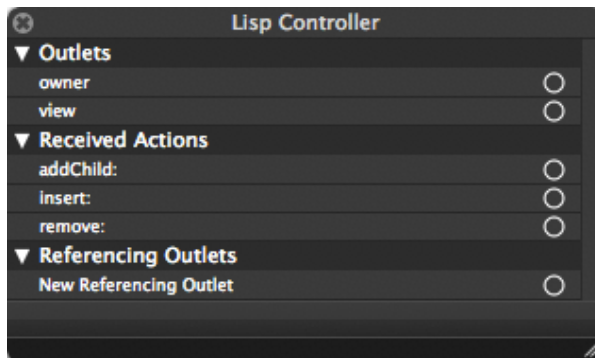 Lisp Controller
Outlets
owner
view
Received Actions
addChild:
insert:
remove:
Referencing Outlets
New Referencing Outlet